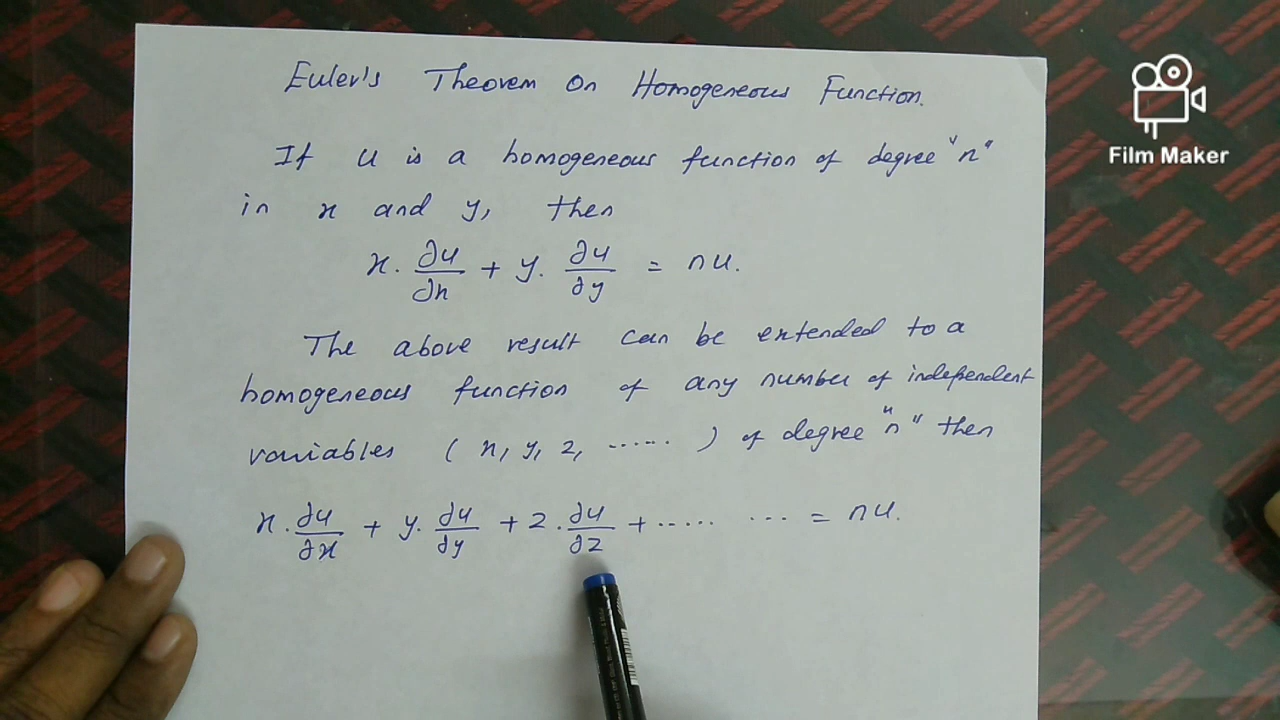 Euler's Theorem On Homogeneous Function.
Film Maker
If u is a homogeneous function of degree "n"
in x and y, then
x. ∂u/∂x + y. ∂u/∂y = nu.
The above result can be extended to a
homogeneous function of any number of independent
variables ( x, y, z, ...... ) of degree "n" then
x. ∂u/∂x + y. ∂u/∂y + z. ∂u/∂z + ..... ... = nu.